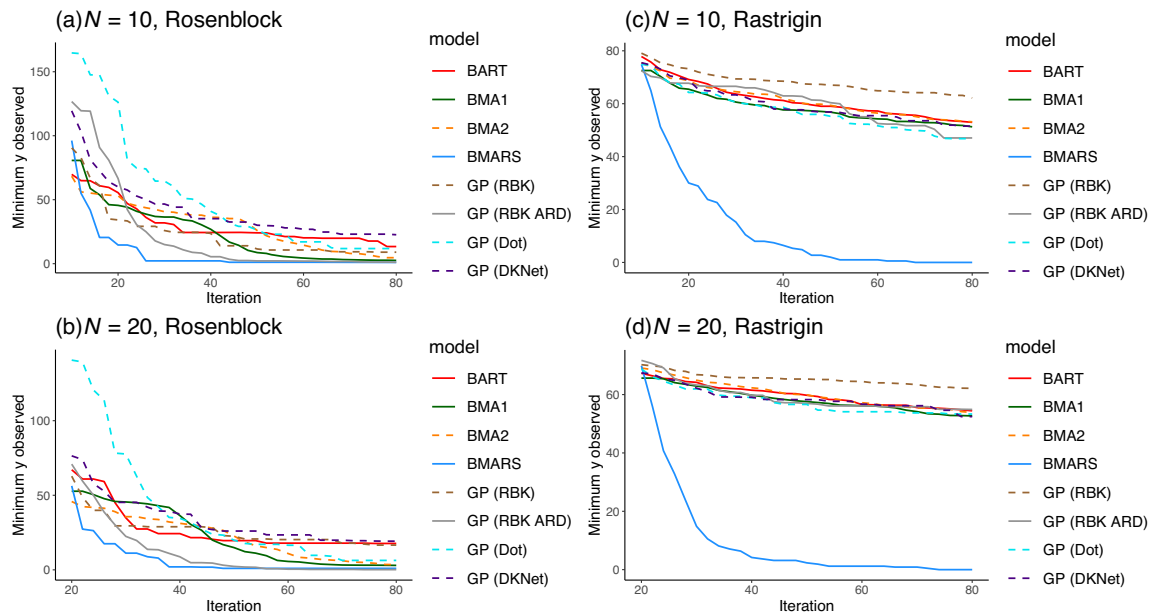 (a)N = 10, Rosenblock
Minimum y observed
150
100
50
0
20
40
60
80
Iteration
model
BART
BMA1
BMA2
BMARS
GP (RBK)
GP (RBK ARD)
GP (Dot)
GP (DKNet)
(c)N = 10, Rastrigin
Minimum y observed
80
60
40
20
0
20
40
60
80
Iteration
model
BART
BMA1
BMA2
BMARS
GP (RBK)
GP (RBK ARD)
GP (Dot)
GP (DKNet)
(b)N = 20, Rosenblock
Minimum y observed
100
50
0
20
40
60
80
Iteration
model
BART
BMA1
BMA2
BMARS
GP (RBK)
GP (RBK ARD)
GP (Dot)
GP (DKNet)
(d)N = 20, Rastrigin
Minimum y observed
60
40
20
0
20
40
60
80
Iteration
model
BART
BMA1
BMA2
BMARS
GP (RBK)
GP (RBK ARD)
GP (Dot)
GP (DKNet)